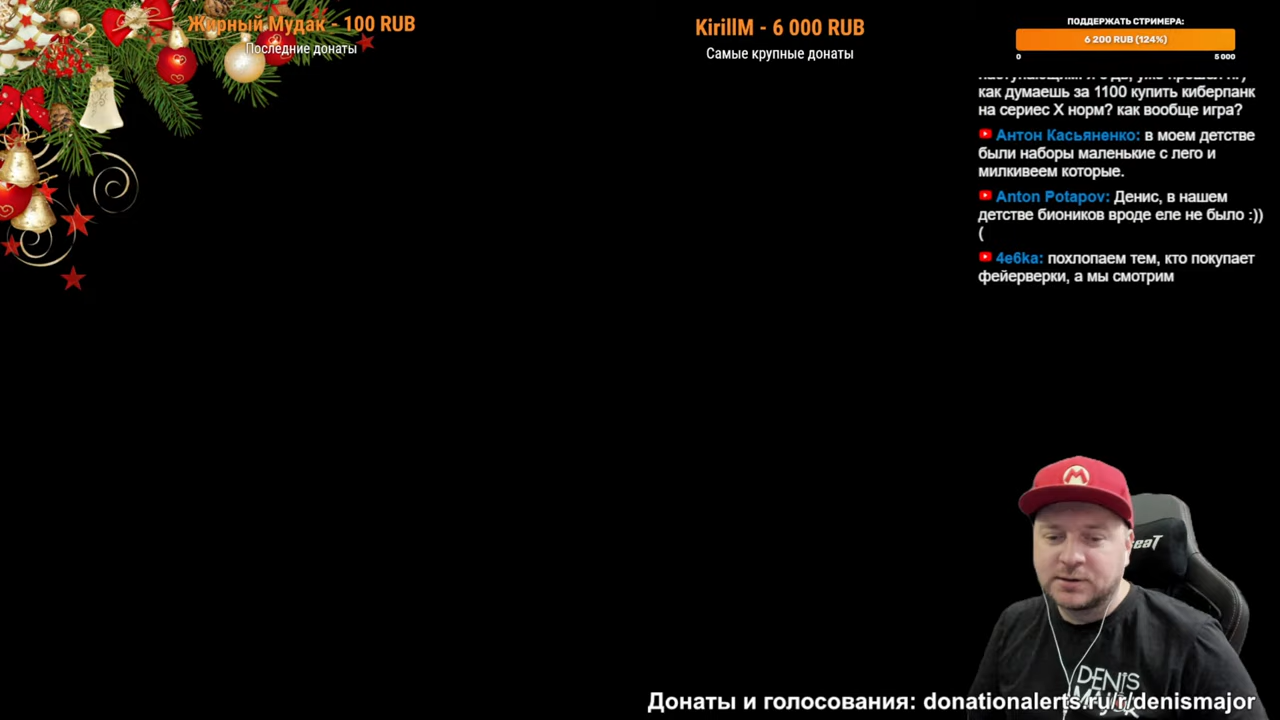 Жирный Мудак - 100 RUB
Последние донаты
KirillM - 6 000 RUB
Самые крупные донаты
ПОДДЕРЖАТЬ СТРИМЕРА:
6 200 RUB (124%)
0
5 000
как думаешь за 1100 купить киберпанк
на сериес X норм? как вообще игра?
Антон Касьяненко: в моем детстве
были наборы маленькие с лего и
милкивеем которые.
Anton Potapov: Денис, в нашем
детстве биоников вроде еле не было :))
(
4e6ka: похлопаем тем, кто покупает
фейерверки, а мы смотрим
M
DENIS
MAJOR
Донаты и голосования: donationalerts.ru/r/denismajor